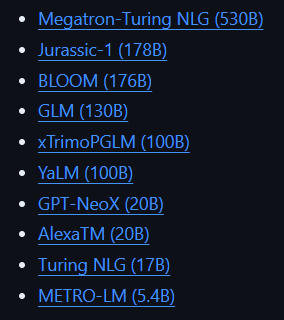 Megatron-Turing NLG (530B)
Jurassic-1 (178B)
BLOOM (176B)
GLM (130B)
xTrimoPGLM (100B)
YaLM (100B)
GPT-NeoX (20B)
AlexaTM (20B)
Turing NLG (17B)
METRO-LM (5.4B)